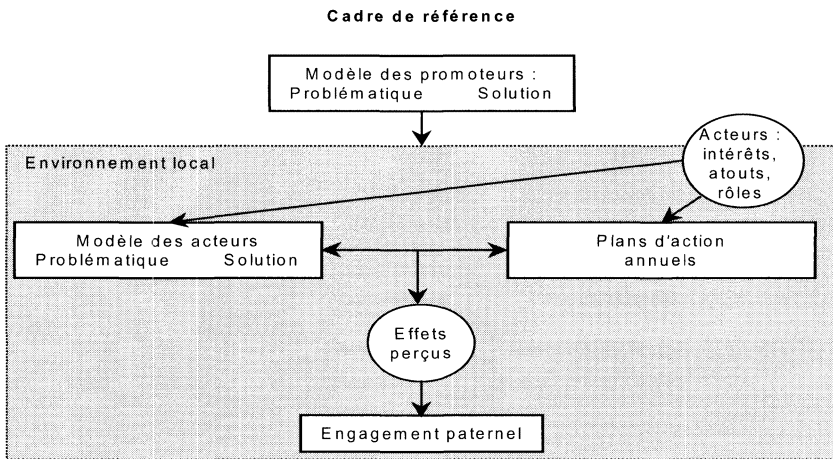 Cadre de référence
Modèle des promoteurs :
Problématique Solution
Acteurs :
intérêts,
atouts,
rôles
Environnement local
Modèle des acteurs
Problématique Solution
Plans d'action
annuels
Effets
perçus
Engagement paternel